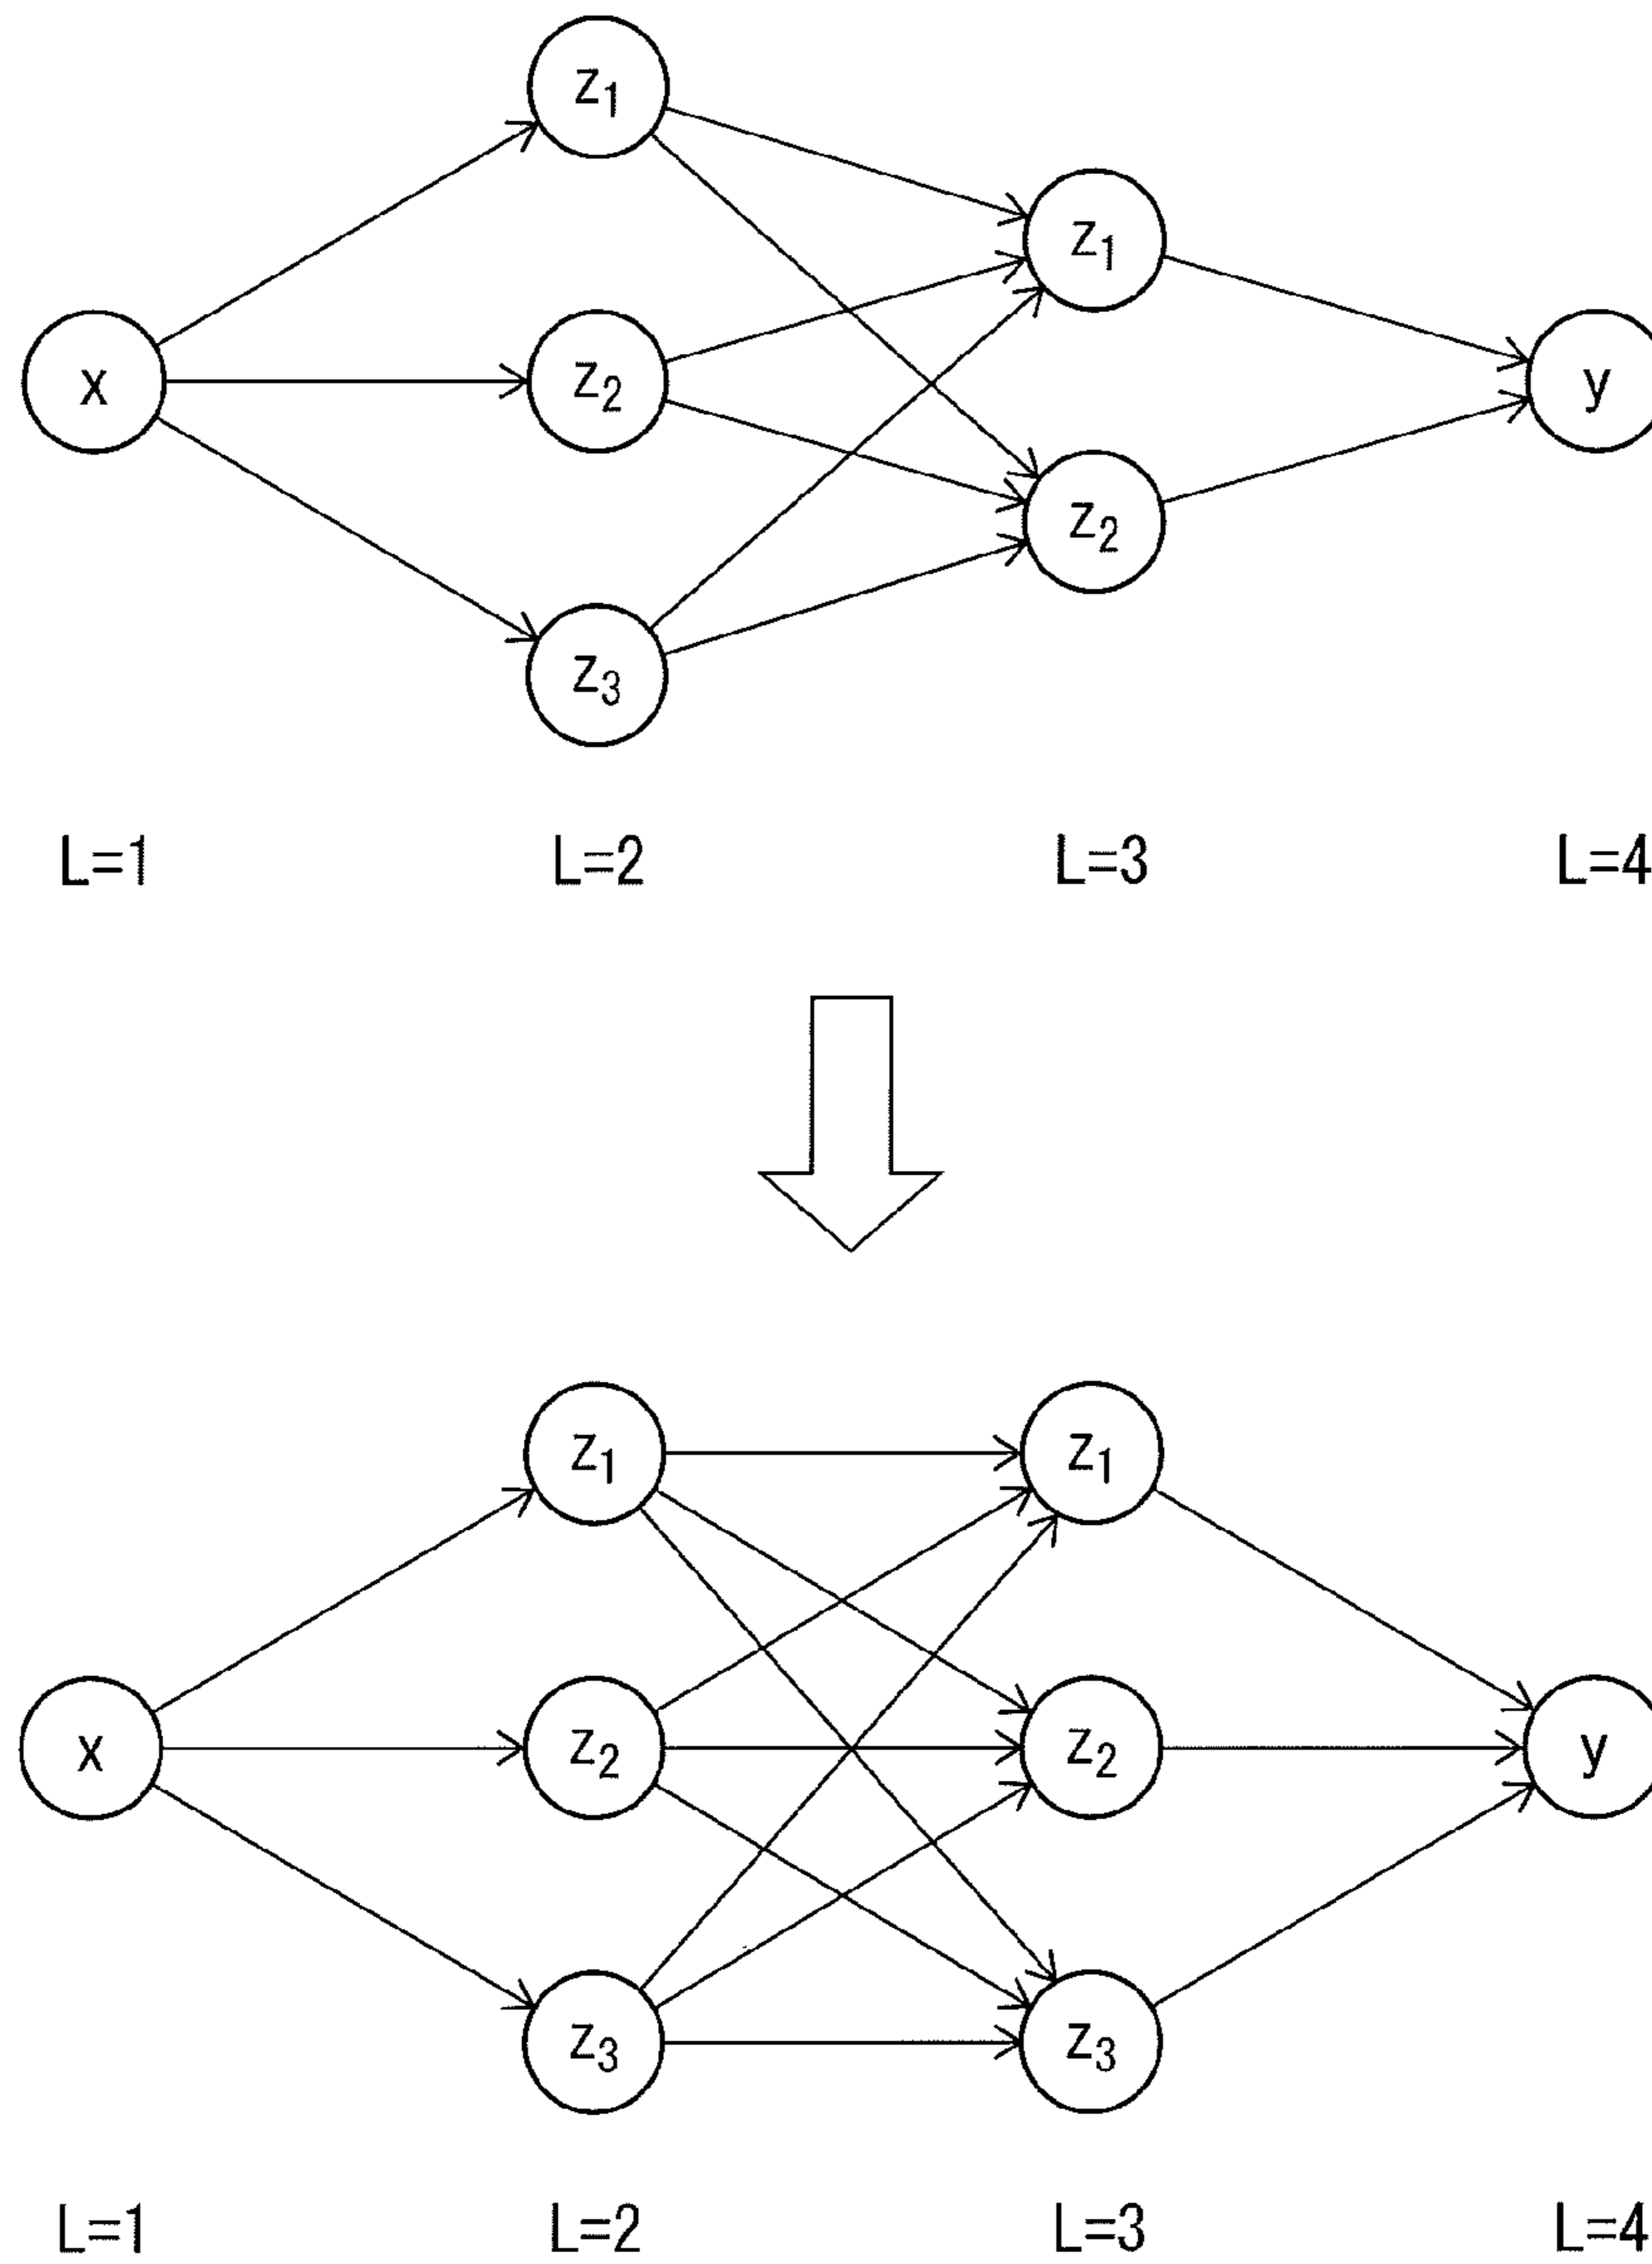 z₁
z₁
x z₂ y
z₂
z₃
L=1 L=2 L=3 L=4
z₁ z₁
x z₂ z₂ y
z₃ z₃
L=1 L=2 L=3 L=4